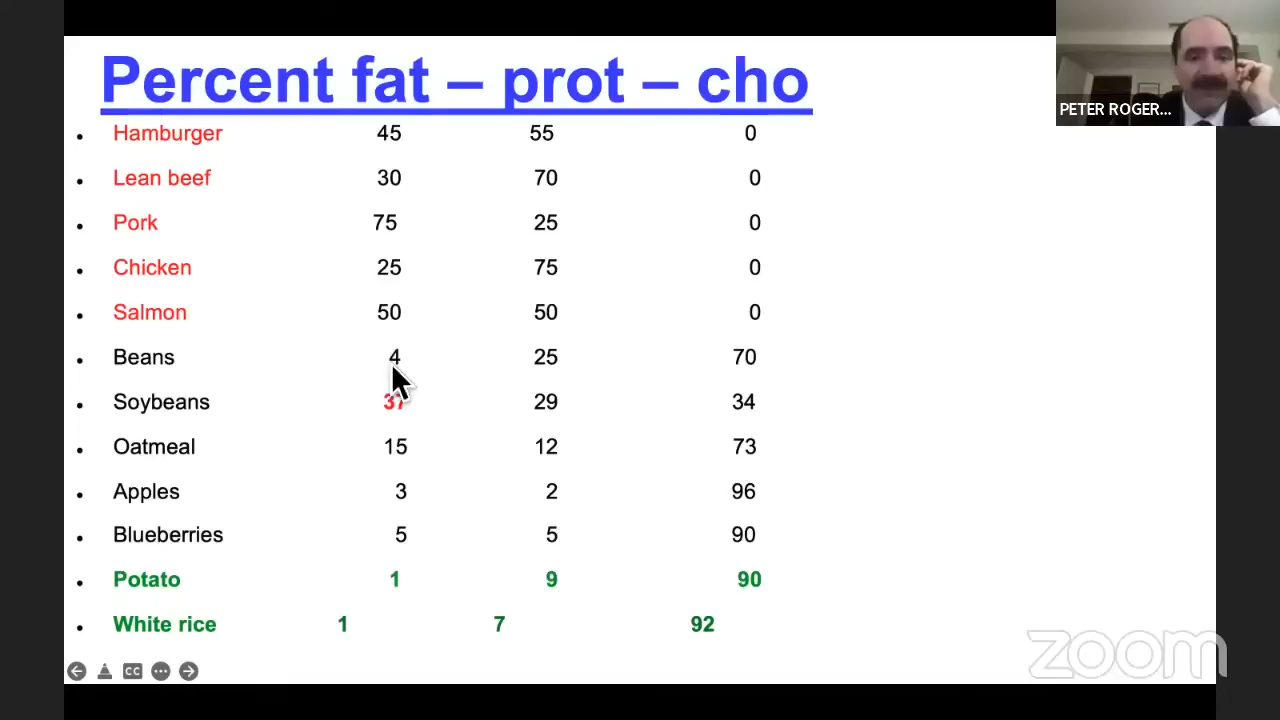 Percent fat – prot – cho
PETER ROGER...
• Hamburger 45 55 0
• Lean beef 30 70 0
• Pork 75 25 0
• Chicken 25 75 0
• Salmon 50 50 0
• Beans 4 25 70
• Soybeans 37 29 34
• Oatmeal 15 12 73
• Apples 3 2 96
• Blueberries 5 5 90
• Potato 1 9 90
• White rice 1 7 92
CC
zoom